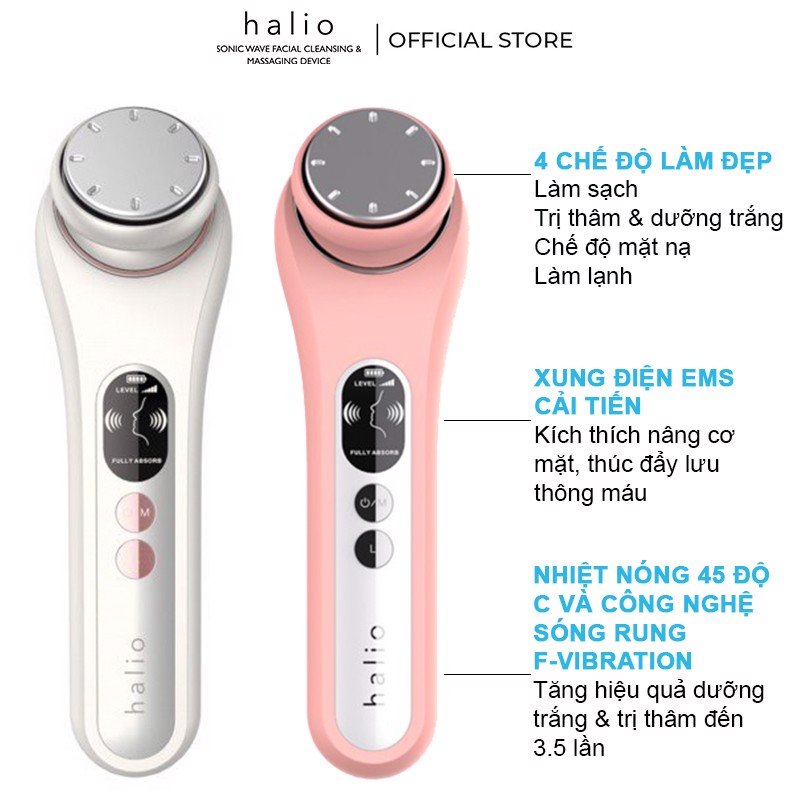 halio
SONIC WAVE FACIAL CLEANSING &
MASSAGING DEVICE
OFFICIAL STORE
4 CHẾ ĐỘ LÀM ĐẸP
Làm sạch
Trị thâm & dưỡng trắng
Chế độ mặt nạ
Làm lạnh
XUNG ĐIỆN EMS
CẢI TIẾN
Kích thích nâng cơ
mặt, thúc đẩy lưu
thông máu
NHIỆT NÓNG 45 ĐỘ
C VÀ CÔNG NGHỆ
SÓNG RUNG
F-VIBRATION
Tăng hiệu quả dưỡng
trắng & trị thâm đến
3.5 lần
LEVEL
FULLY ABSORB
M
halio
LEVEL
FULLY ABSORB
/M
L
halio